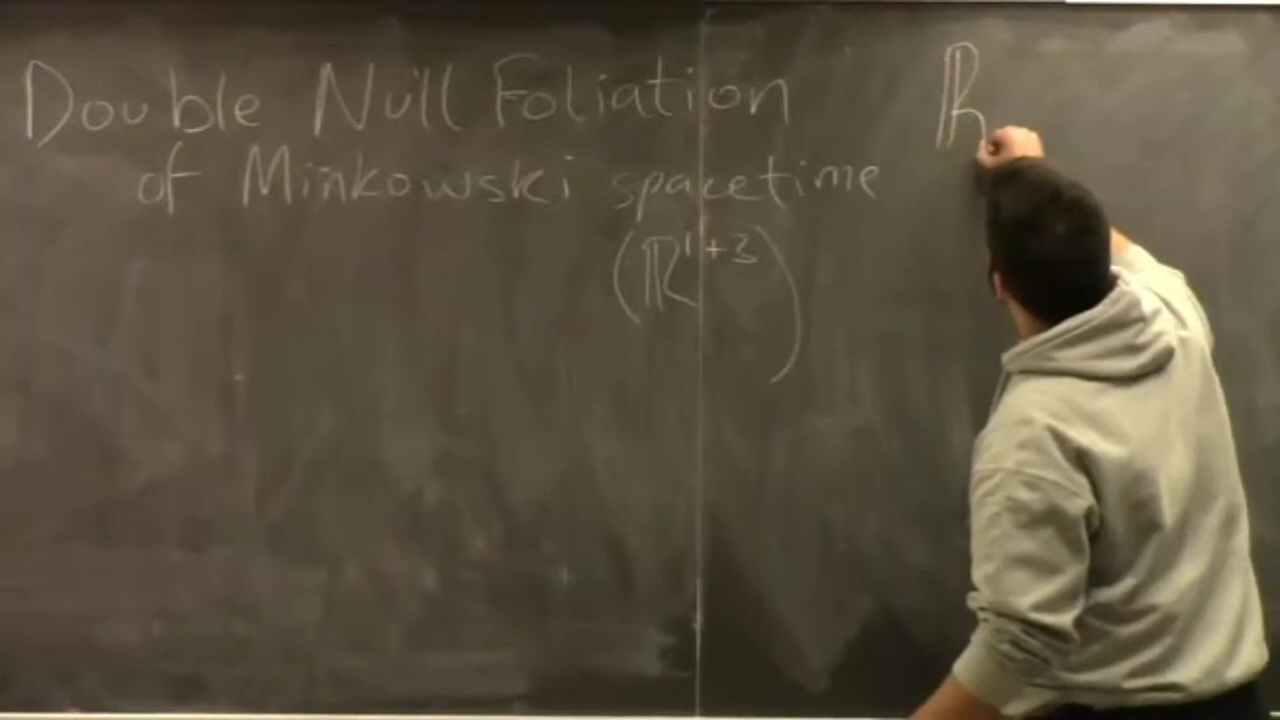 Double Null Foliation
of Minkowski spacetime
(ℝ¹⁺³)
ℝ